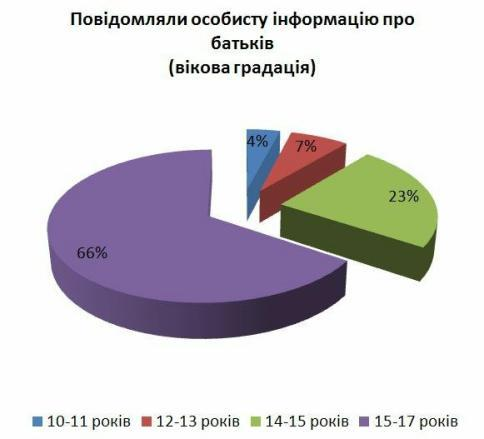 Повідомляли особисту інформацію про
батьків
(вікова градація)
4%
7%
23%
66%
10-11 років 12-13 років 14-15 років 15-17 років